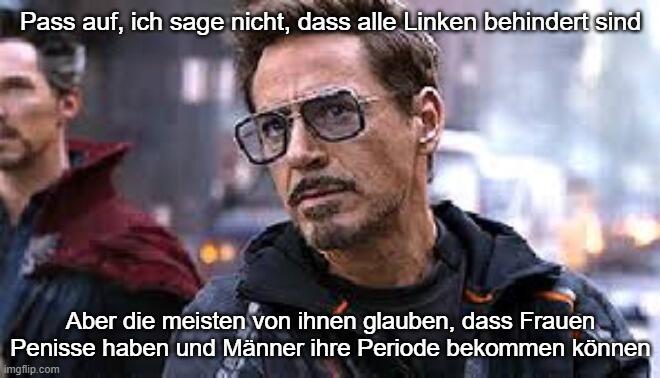 Pass auf, ich sage nicht, dass alle Linken behindert sind
Aber die meisten von ihnen glauben, dass Frauen
Penisse haben und Männer ihre Periode bekommen können
imgflip.com